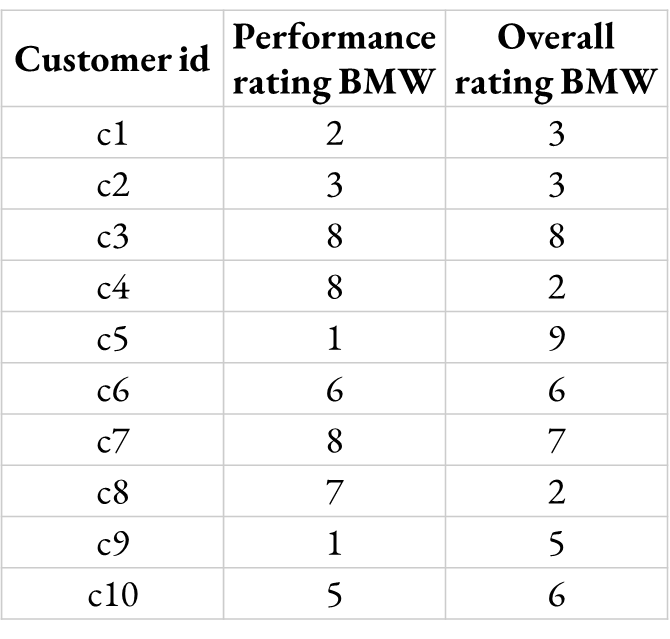 Customer id Performance rating BMW Overall rating BMW
c1 2 3
c2 3 3
c3 8 8
c4 8 2
c5 1 9
c6 6 6
c7 8 7
c8 7 2
c9 1 5
c10 5 6